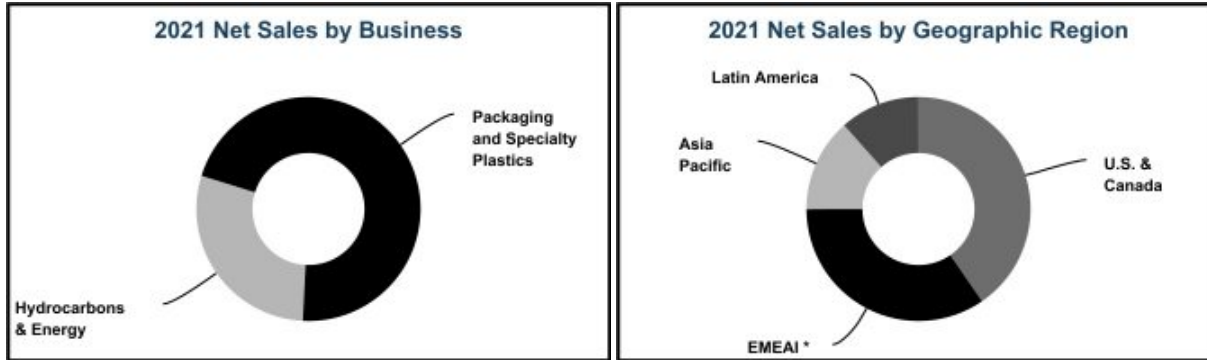 2021 Net Sales by Business
Packaging
and Specialty
Plastics
Hydrocarbons
& Energy
2021 Net Sales by Geographic Region
Latin America
Asia
Pacific
U.S. &
Canada
EMEAI *